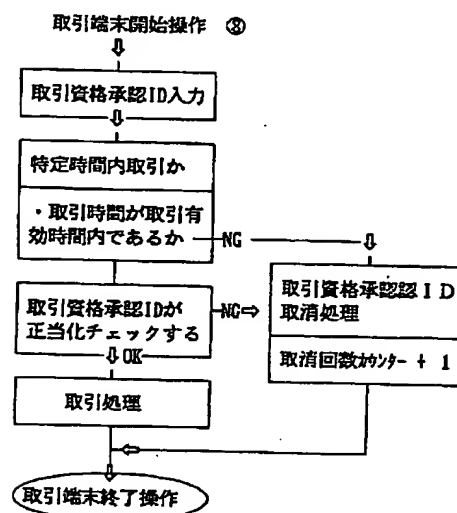 取引端末開始操作 ⑧
取引資格承認ID入力
特定時間内取引か
・取引時間が取引有
効時間内であるか
NG
取引資格承認IDが
正当化チェックする
NG
OK
取引資格承認認ID
取消処理
取消回数カウンター + 1
取引処理
取引端末終了操作